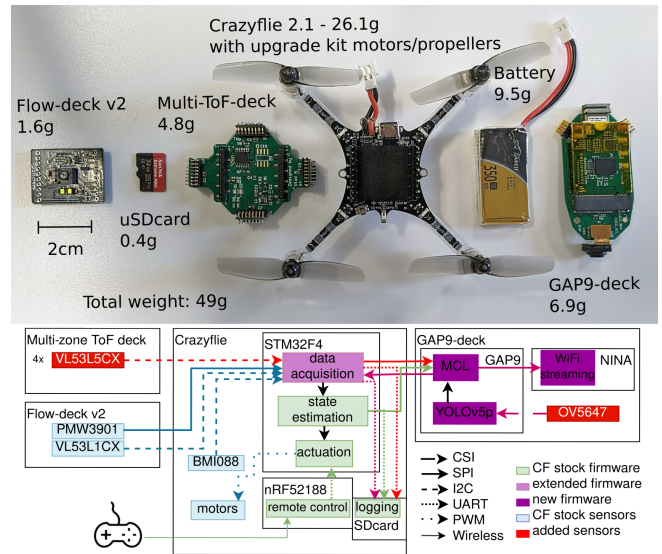 Crazyflie 2.1 - 26.1g
with upgrade kit motors/propellers
Battery
9.5g
Flow-deck v2
1.6g
Multi-ToF-deck
4.8g
uSDcard
0.4g
2cm
350
GAP9-deck
6.9g
Total weight: 49g
Multi-zone ToF deck
4x VL53L5CX
Flow-deck v2
PMW3901
VL53L1CX
Crazyflie
STM32F4
data
acquisition
state
estimation
actuation
BMI088
motors
nRF52188
remote control
logging
SDcard
GAP9-deck
MCL
GAP9
YOLOv5p
WiFi
streaming
NINA
OV5647
CSI
SPI
I2C
UART
PWM
Wireless
CF stock firmware
extended firmware
new firmware
CF stock sensors
added sensors